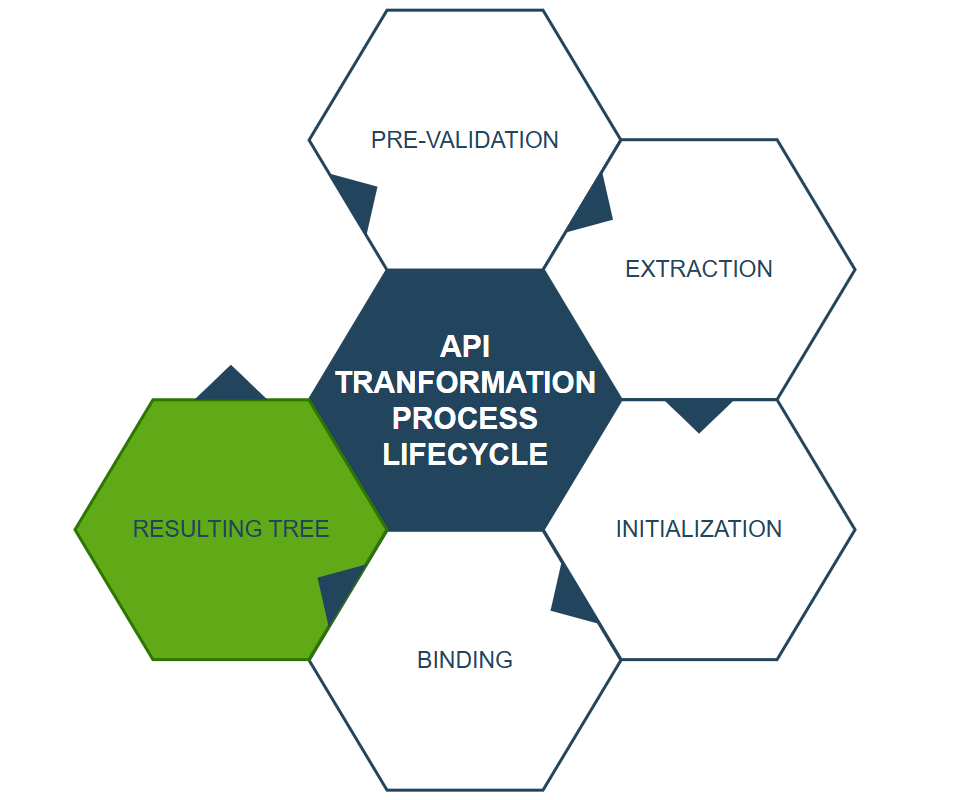 PRE-VALIDATION
EXTRACTION
API
TRANFORMATION
PROCESS
LIFECYCLE
RESULTING TREE
INITIALIZATION
BINDING